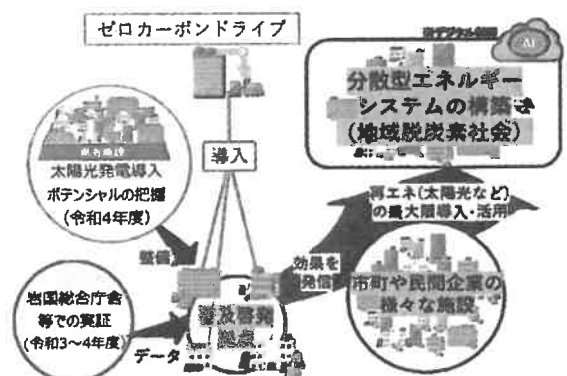 ゼロカーボンドライブ
AI
分散型エネルギー
システムの構築
(地域脱炭素社会)
導入
太陽光発電導入
ポテンシャルの把握
(令和4年度)
再エネ(太陽光など)
の最大限導入・活用
整備
効果を
発信
市町や民間企業の
様々な施設
岩国総合庁舎
等での実証
(令和3~4年度)
普及啓発
拠点
データ